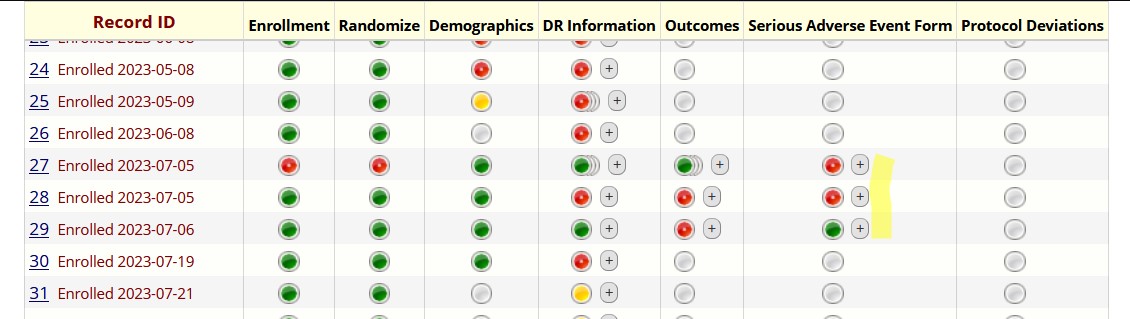 Record ID Enrollment Randomize Demographics DR Information Outcomes Serious Adverse Event Form Protocol Deviations
24 Enrolled 2023-05-08 +
25 Enrolled 2023-05-09 +
26 Enrolled 2023-06-08 +
27 Enrolled 2023-07-05 + + +
28 Enrolled 2023-07-05 + + +
29 Enrolled 2023-07-06 + + +
30 Enrolled 2023-07-19 +
31 Enrolled 2023-07-21 +